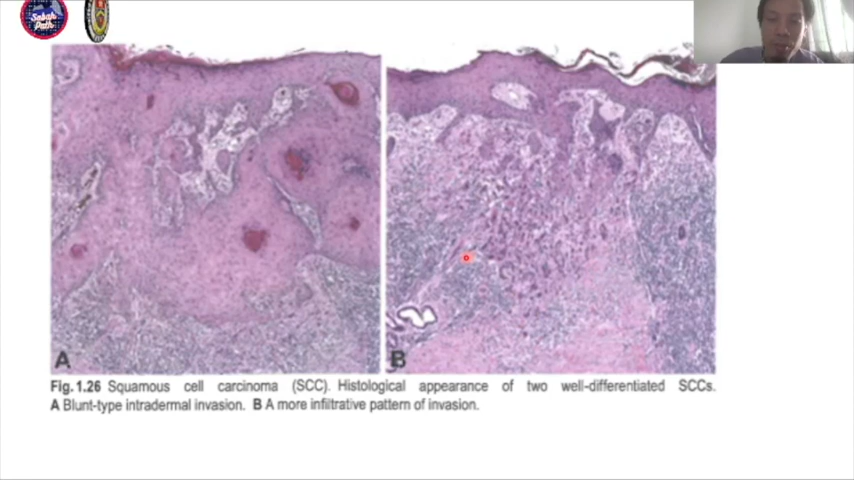 Sabah
Path
A
B
Fig. 1.26 Squamous cell carcinoma (SCC). Histological appearance of two well-differentiated SCCs.
A Blunt-type intradermal invasion. B A more infiltrative pattern of invasion.